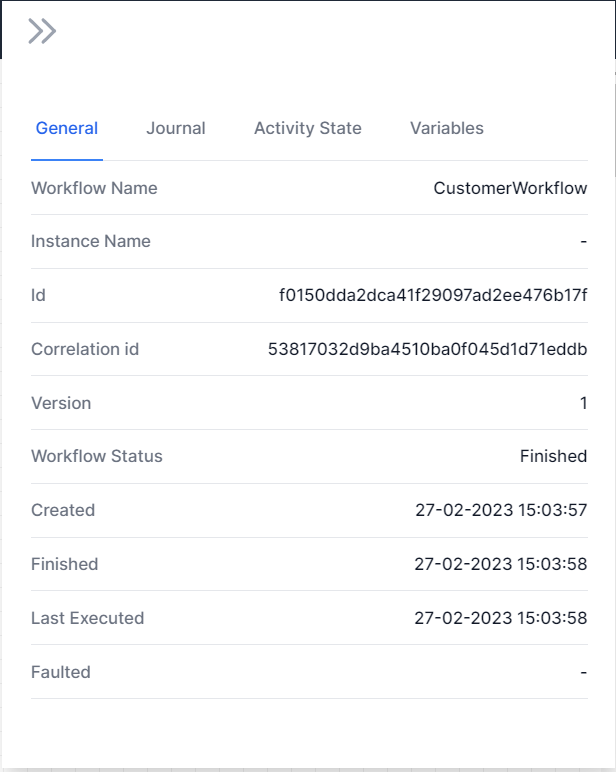 General Journal Activity State Variables
Workflow Name CustomerWorkflow
Instance Name -
Id f0150dda2dca41f29097ad2ee476b17f
Correlation id 53817032d9ba4510ba0f045d1d71eddb
Version 1
Workflow Status Finished
Created 27-02-2023 15:03:57
Finished 27-02-2023 15:03:58
Last Executed 27-02-2023 15:03:58
Faulted -